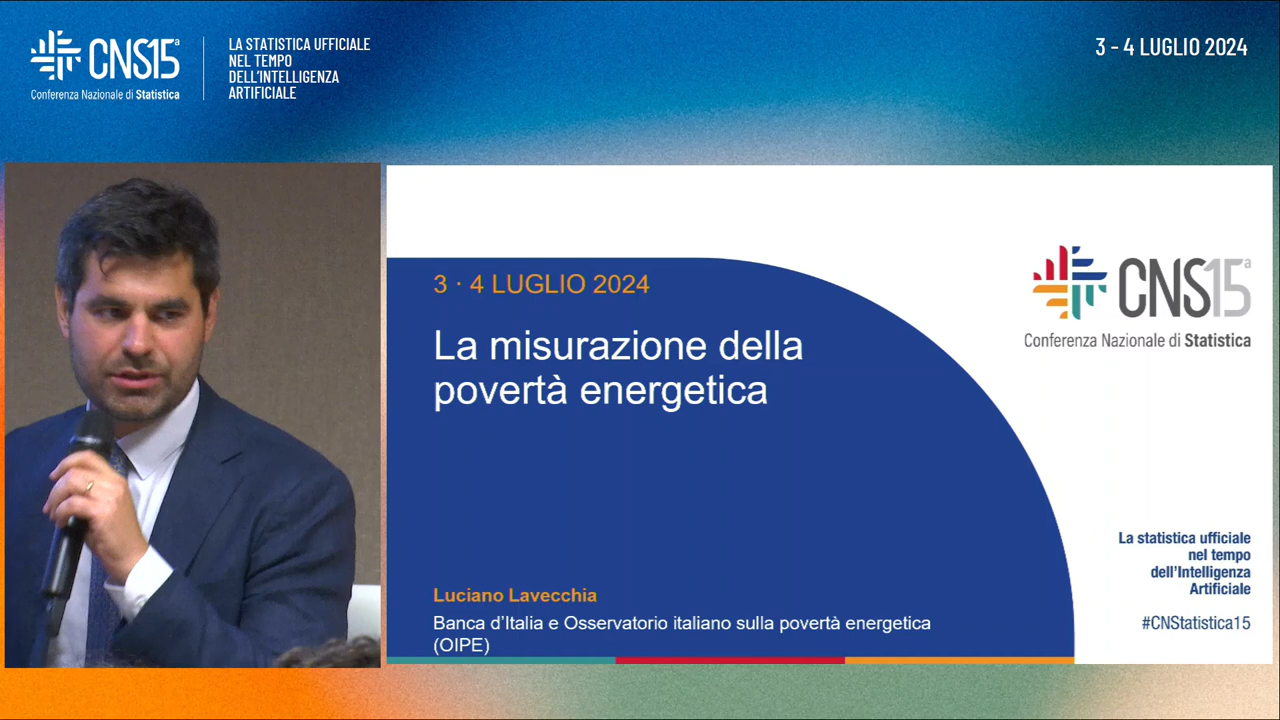 CNS15ª
Conferenza Nazionale di Statistica
LA STATISTICA UFFICIALE
NEL TEMPO
DELL'INTELLIGENZA
ARTIFICIALE
3 - 4 LUGLIO 2024
3 · 4 LUGLIO 2024
La misurazione della
povertà energetica
Luciano Lavecchia
Banca d'Italia e Osservatorio italiano sulla povertà energetica
(OIPE)
CNS15ª
Conferenza Nazionale di Statistica
La statistica ufficiale
nel tempo
dell'Intelligenza
Artificiale
#CNStatistica15